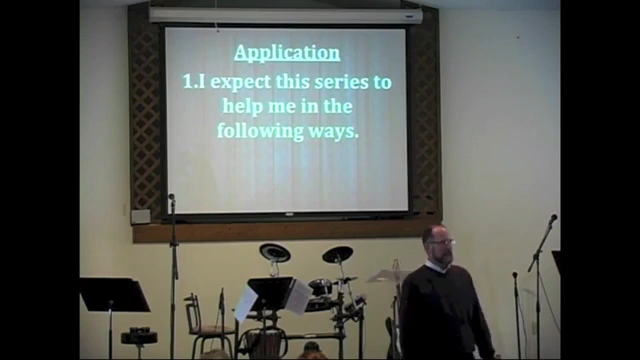 Application
1.I expect this series to
help me in the
following ways.